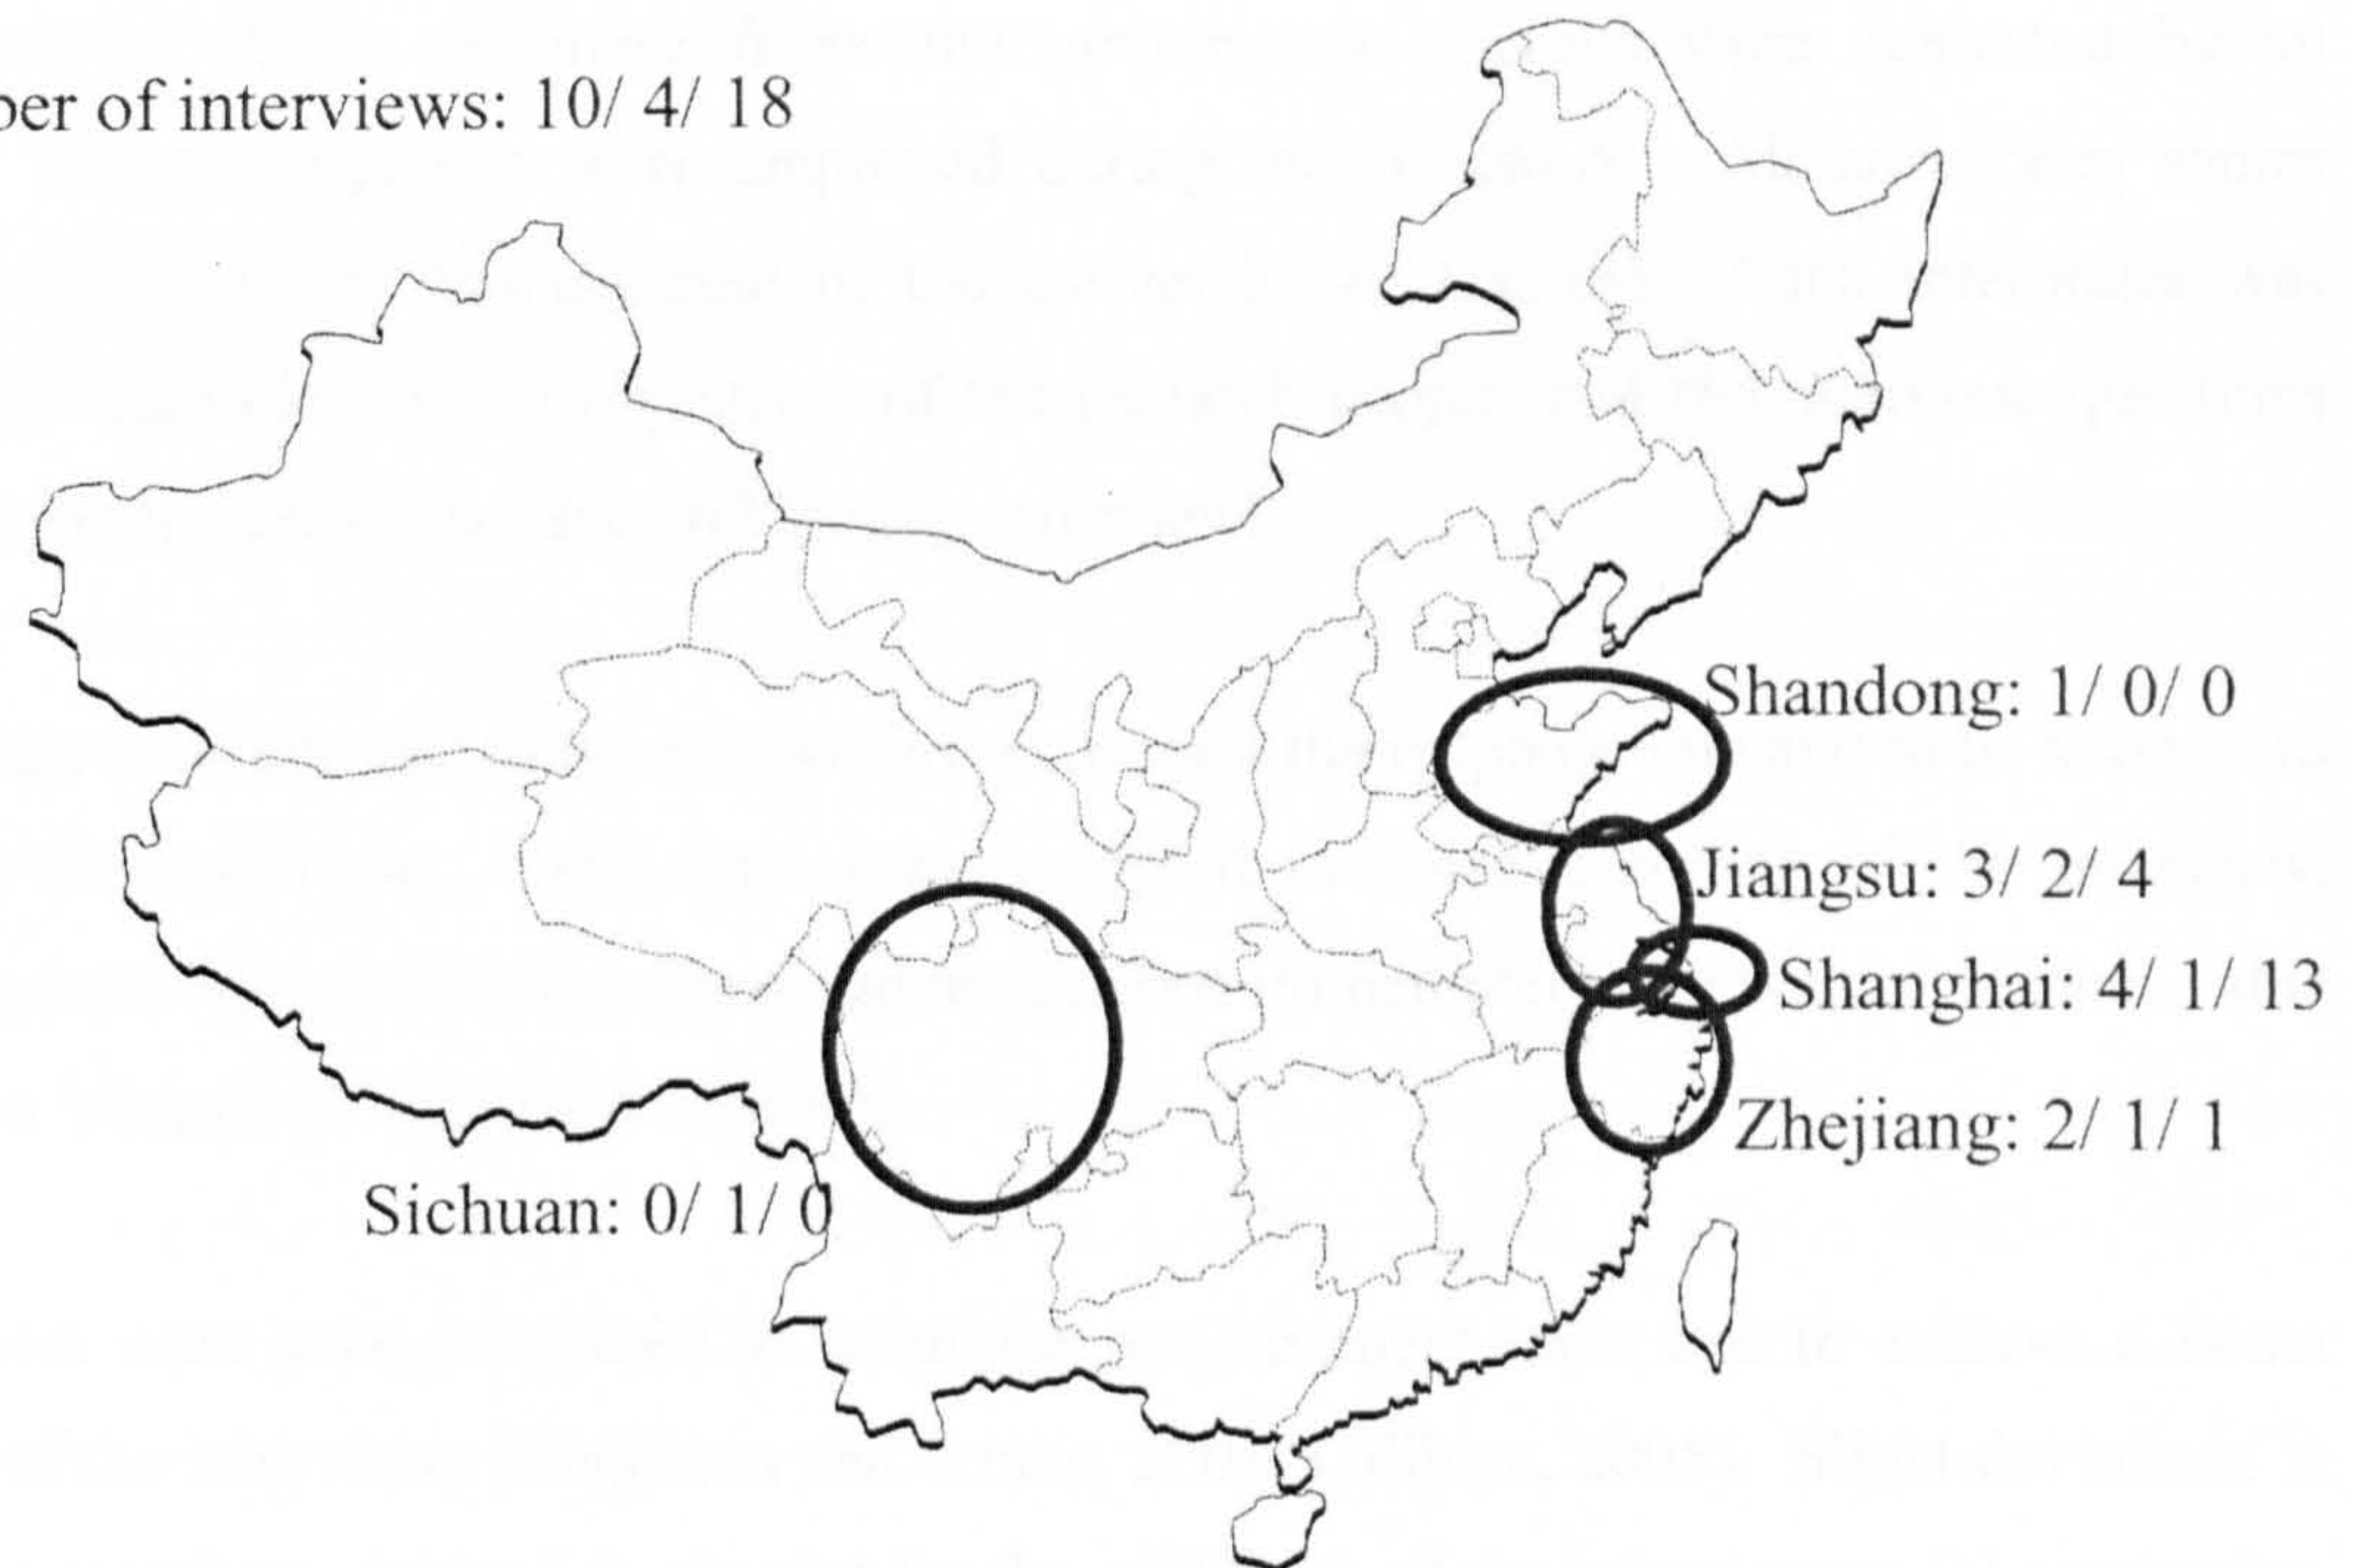 of interviews: 10/ 4/ 18
Shandong: 1/ 0/ 0
Jiangsu: 3/ 2/ 4
Shanghai: 4/ 1/ 13
Zhejiang: 2/ 1/ 1
Sichuan: 0/ 1/ 0